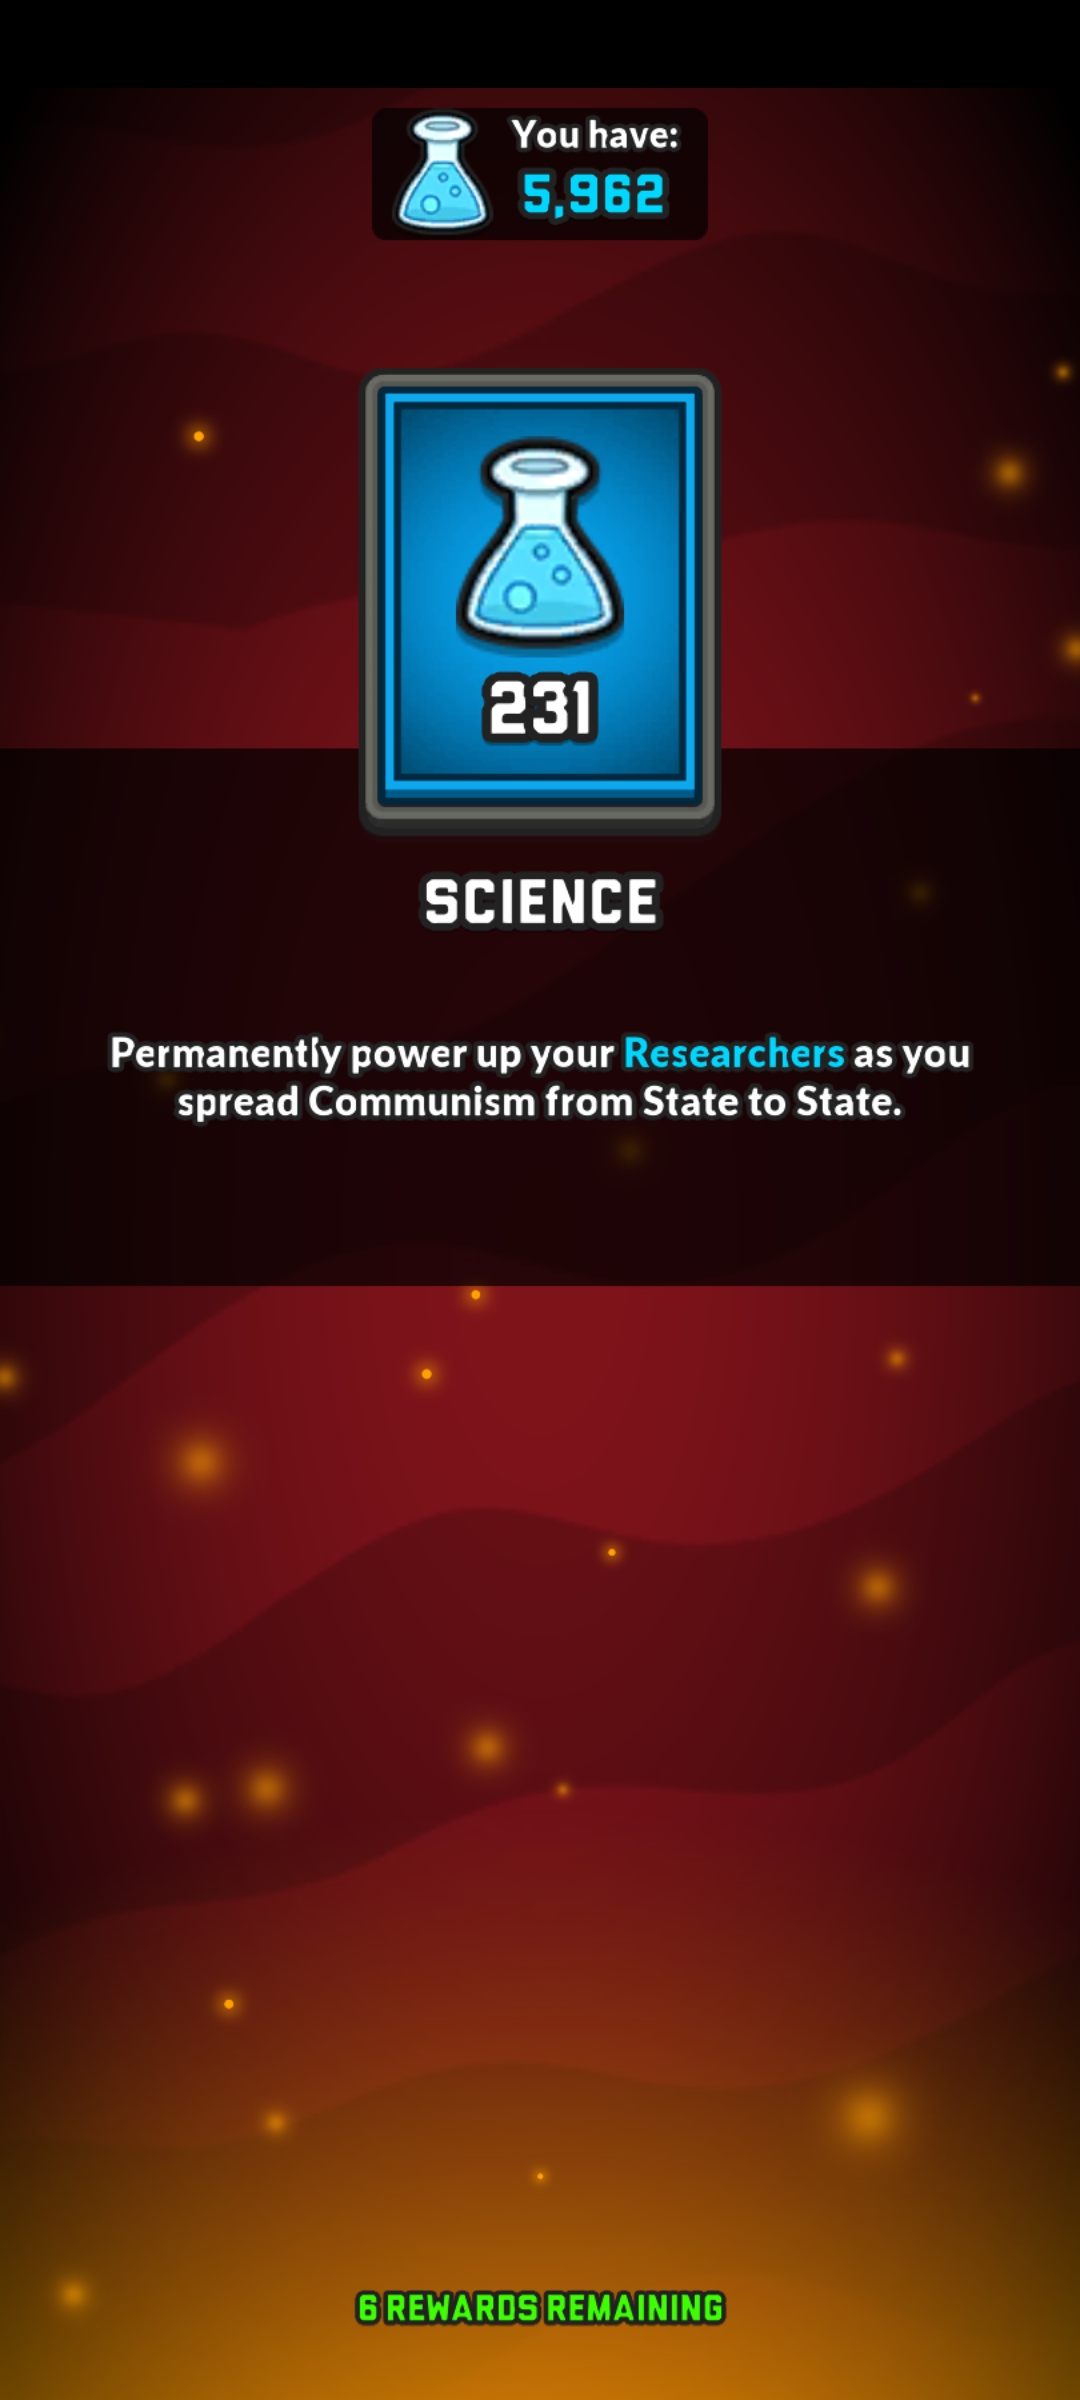 You have:
5,962
231
SCIENCE
Permanently power up your Researchers as you
spread Communism from State to State.
6 REWARDS REMAINING